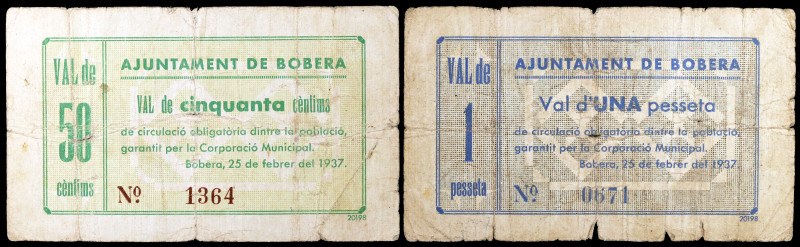 VAL de
50
cèntims
AJUNTAMENT DE BOBERA
VAL de cinquanta cèntims
de circulació obligatòria dintre la població,
garantit per la Corporació Municipal.
Bobera, 25 de febrer del 1937.
Nº 1364
20198
VAL de
1
pesseta
AJUNTAMENT DE BOBERA
Val d'UNA pesseta
de circulació obligatòria dintre la població,
garantit per la Corporació Municipal.
Bobera, 25 de febrer del 1937.
Nº 0671
20198